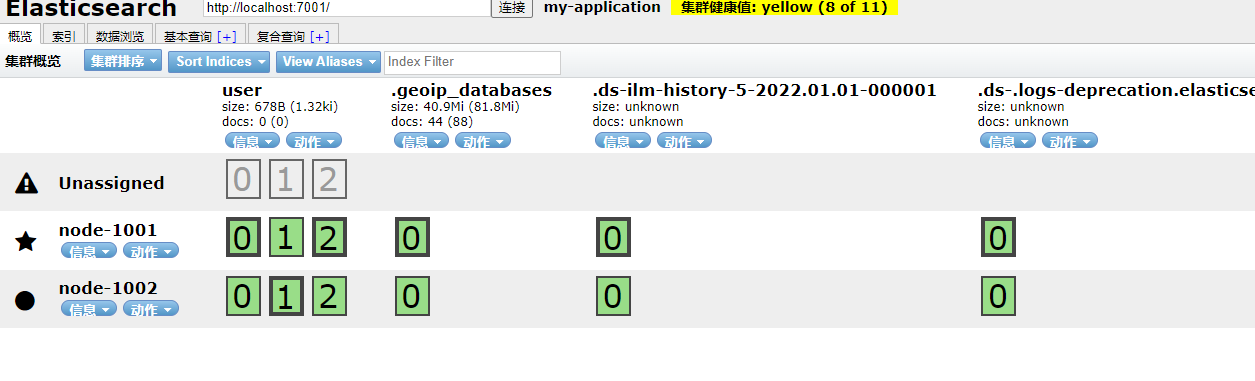 Elasticsearch http://localhost:7001/ 连接 my-application 集群健康值: yellow (8 of 11)
概览 索引 数据浏览 基本查询 [+] 复合查询 [+]
集群概览 集群排序 Sort Indices View Aliases Index Filter
user .geoip_databases .ds-ilm-history-5-2022.01.01-000001 .ds-.logs-deprecation.elasticse
size: 678B (1.32ki) size: 40.9Mi (81.8Mi) size: unknown size: unknown
docs: 0 (0) docs: 44 (88) docs: unknown docs: unknown
信息 动作 信息 动作 信息 动作 信息 动作
Unassigned 0 1 2
node-1001 0 1 2 0 0 0
信息 动作
node-1002 0 1 2 0 0 0
信息 动作